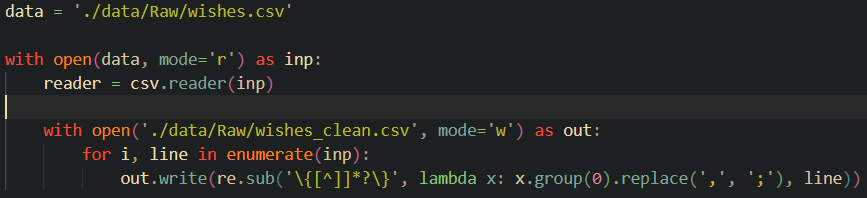 data = './data/Raw/wishes.csv'
with open(data, mode='r') as inp:
    reader = csv.reader(inp)
    with open('./data/Raw/wishes_clean.csv', mode='w') as out:
        for i, line in enumerate(inp):
            out.write(re.sub('\{[^]]*?\}', lambda x: x.group(0).replace(',', ';'), line))